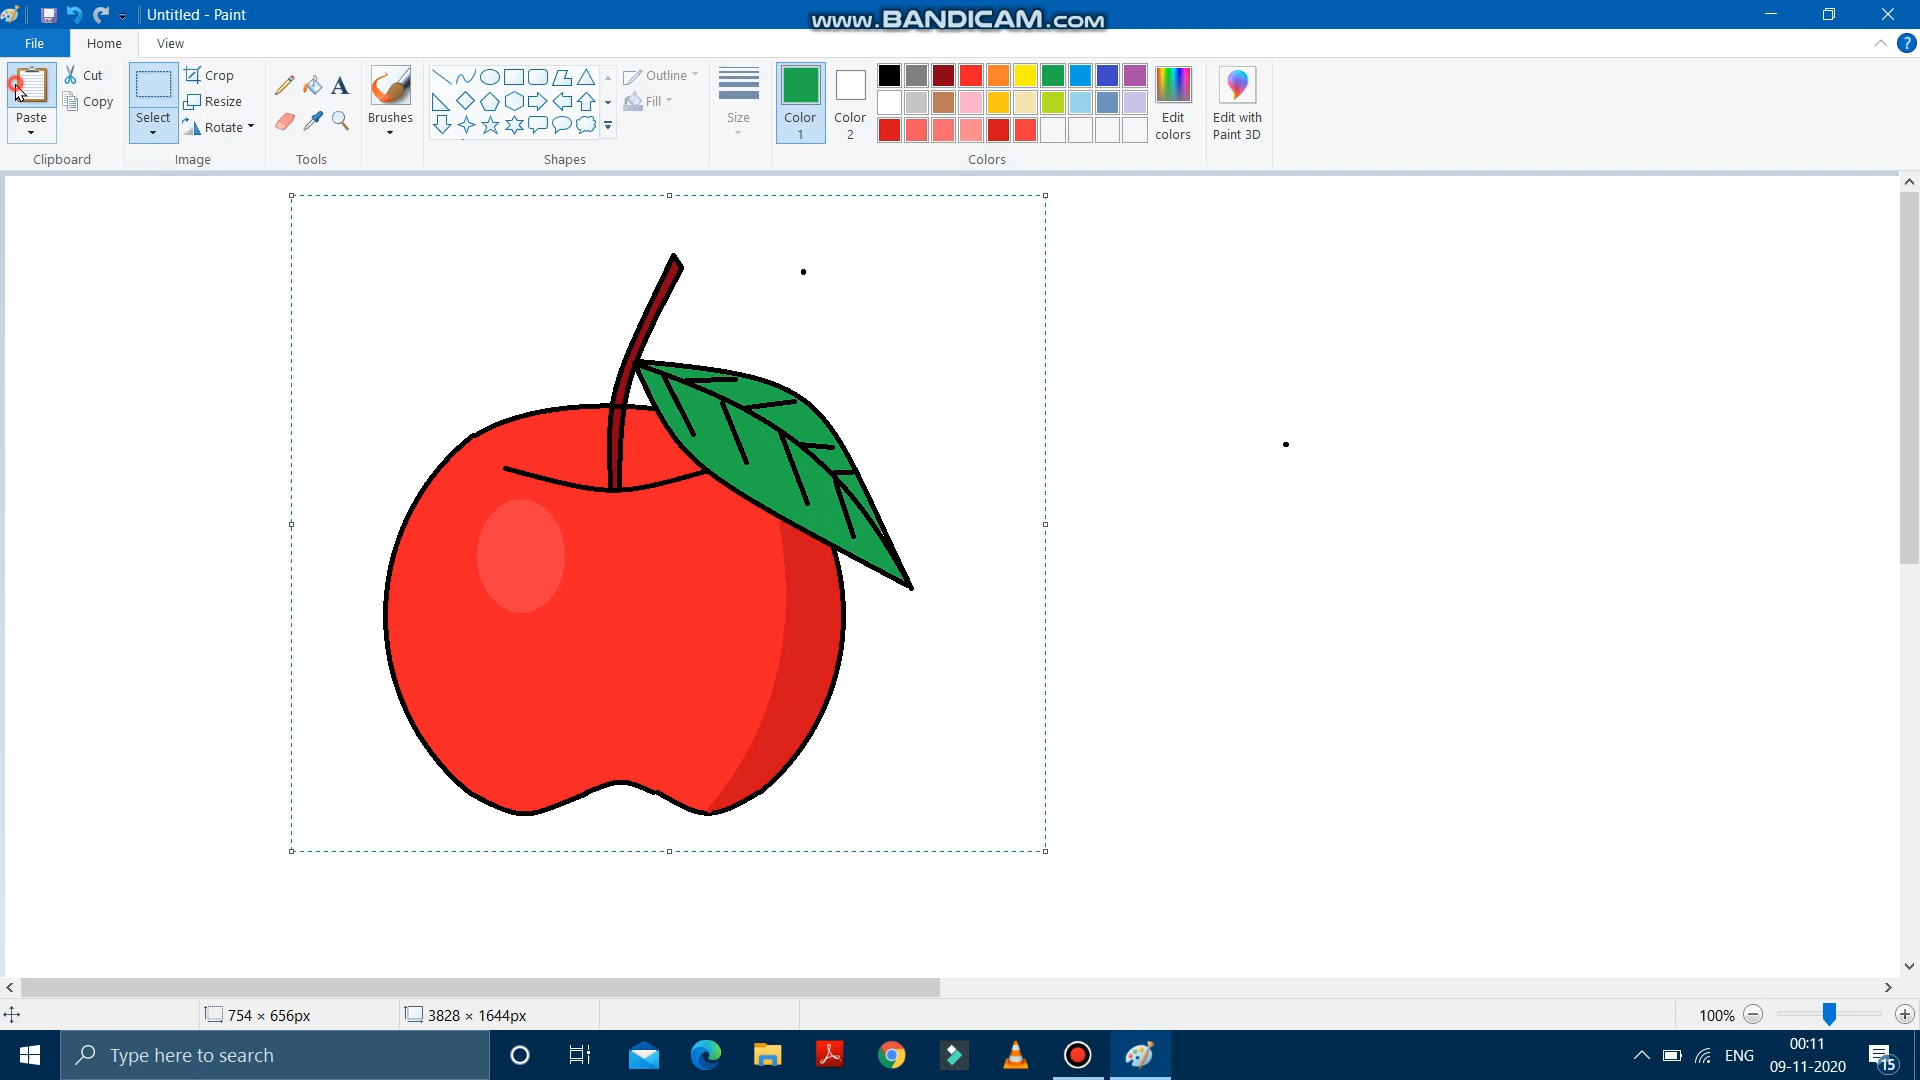 Untitled - Paint
www.BANDICAM.com
File
Home
View
?
Paste
Cut
Copy
Clipboard
Select
Crop
Resize
Rotate
Image
A
Tools
Brushes
Shapes
Outline
Fill
Size
Color
1
Color
2
Edit
colors
Edit with
Paint 3D
Colors
754 × 656px
3828 × 1644px
100%
Type here to search
ENG
00:11
09-11-2020
15